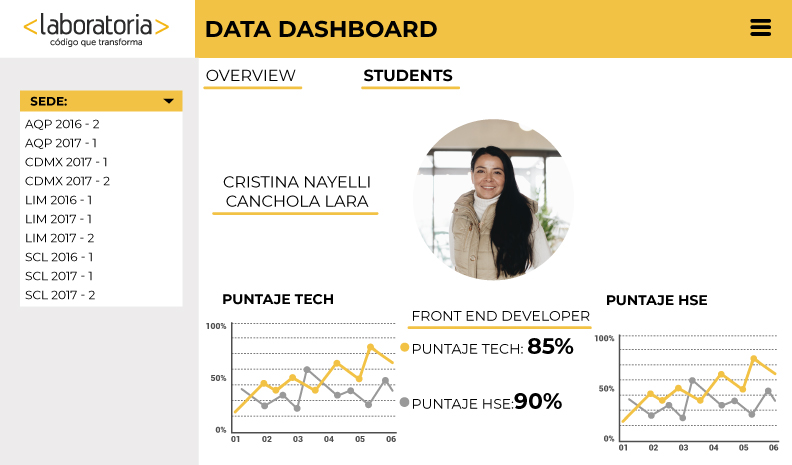 <laboratoria>
código que transforma
DATA DASHBOARD
OVERVIEW
STUDENTS
SEDE:
AQP 2016 - 2
AQP 2017 - 1
CDMX 2017 - 1
CDMX 2017 - 2
LIM 2016 - 1
LIM 2017 - 1
LIM 2017 - 2
SCL 2016 - 1
SCL 2017 - 1
SCL 2017 - 2
CRISTINA NAYELLI
CANCHOLA LARA
PUNTAJE TECH
100%
50%
0%
01 02 03 04 05 06
FRONT END DEVELOPER
PUNTAJE TECH: 85%
PUNTAJE HSE:90%
PUNTAJE HSE
100%
50%
0%
01 02 03 04 05 06